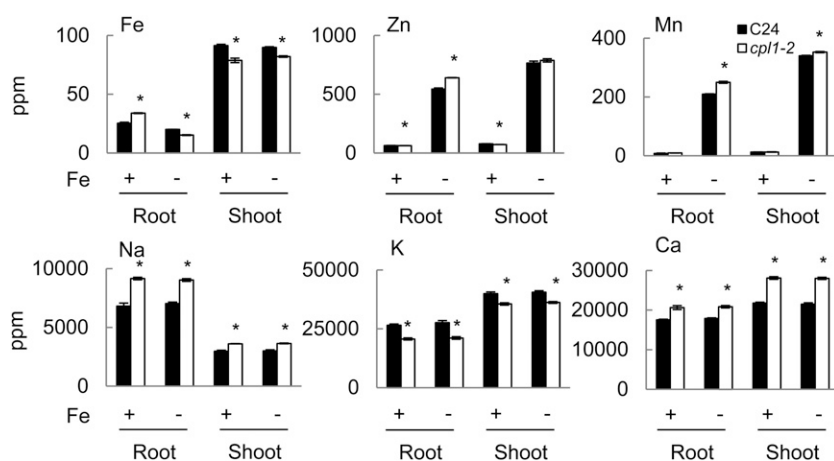 Fe
ppm
100
50
0
* * * *
Fe + - + -
Root Shoot
Zn
1000
500
0
* * *
+ - + -
Root Shoot
Mn
C24
cpl1-2
400
200
0
* *
+ - + -
Root Shoot
Na
ppm
10000
5000
0
* * * *
Fe + - + -
Root Shoot
K
50000
25000
0
* * * *
+ - + -
Root Shoot
Ca
30000
20000
10000
0
* * * *
+ - + -
Root Shoot